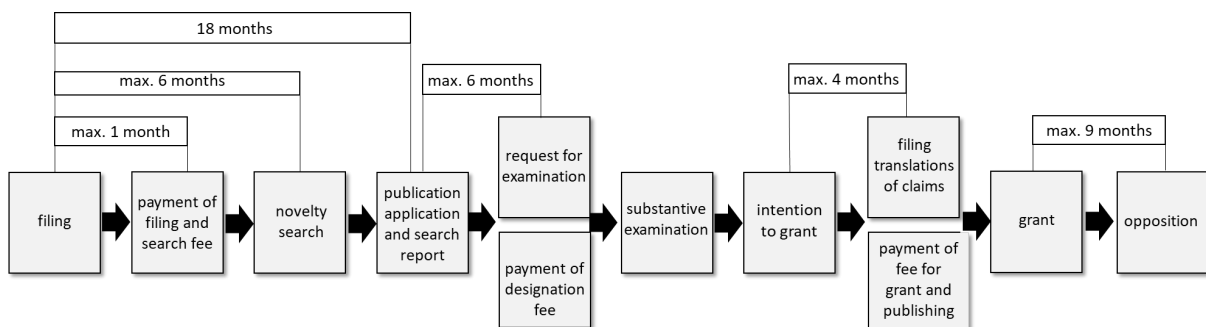 18 months
max. 6 months
max. 1 month
max. 6 months
max. 4 months
max. 9 months
filing
payment of
filing and
search fee
novelty
search
publication
application
and search
report
request for
examination
payment of
designation
fee
substantive
examination
intention
to grant
filing
translations
of claims
payment of
fee for
grant and
publishing
grant
opposition